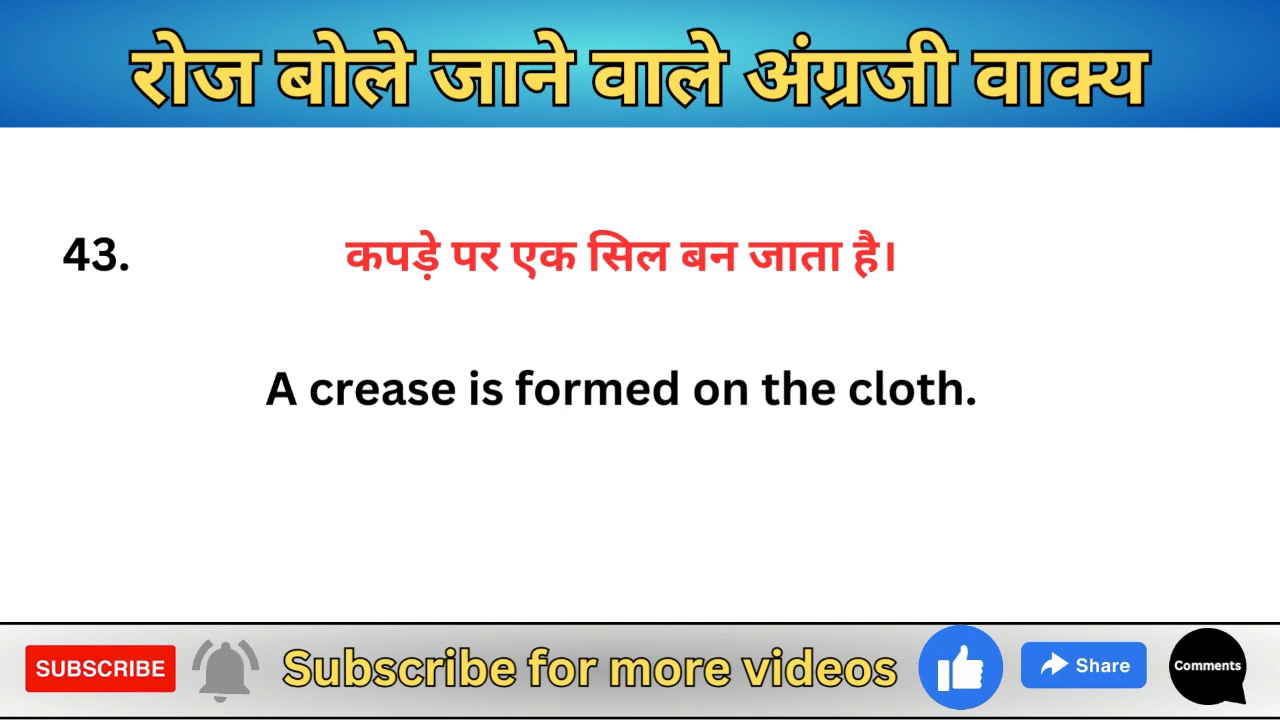 रोज बोले जाने वाले अंग्रजी वाक्य
43. कपड़े पर एक सिल बन जाता है।
A crease is formed on the cloth.
SUBSCRIBE Subscribe for more videos Share Comments